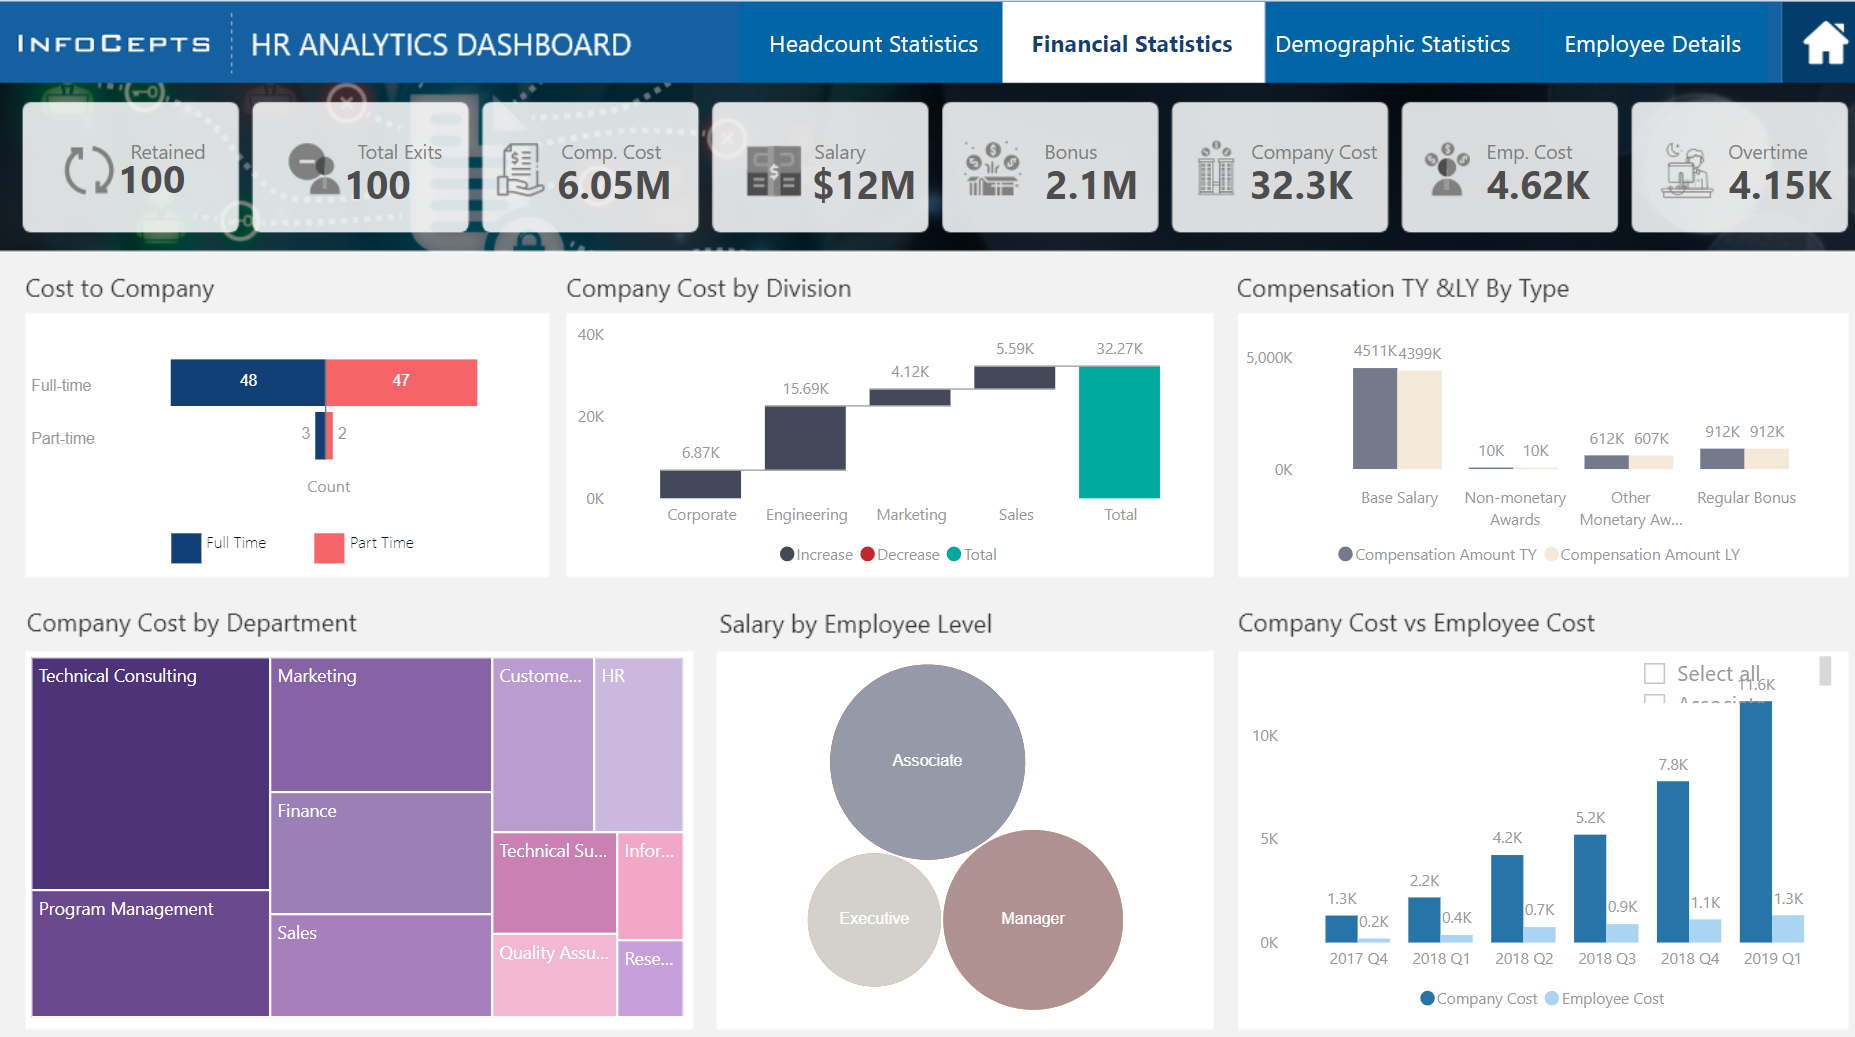 INFOCEPTS
HR ANALYTICS DASHBOARD
Headcount Statistics
Financial Statistics
Demographic Statistics
Employee Details
Retained
100
Total Exits
100
Comp. Cost
6.05M
Salary
$12M
Bonus
2.1M
Company Cost
32.3K
Emp. Cost
4.62K
Overtime
4.15K
Cost to Company
Full-time
48
47
Part-time
3
2
Count
Full Time
Part Time
Company Cost by Division
40K
20K
0K
6.87K
15.69K
4.12K
5.59K
32.27K
Corporate
Engineering
Marketing
Sales
Total
Increase
Decrease
Total
Compensation TY &LY By Type
5,000K
0K
4511K
4399K
10K
10K
612K
607K
912K
912K
Base Salary
Non-monetary
Awards
Other
Monetary Aw...
Regular Bonus
Compensation Amount TY
Compensation Amount LY
Company Cost by Department
Technical Consulting
Program Management
Marketing
Finance
Sales
Custome...
HR
Technical Su...
Infor...
Quality Assu...
Rese...
Salary by Employee Level
Associate
Executive
Manager
Company Cost vs Employee Cost
Select all
10K
5K
0K
1.3K
0.2K
2.2K
0.4K
4.2K
0.7K
5.2K
0.9K
7.8K
1.1K
11.6K
1.3K
2017 Q4
2018 Q1
2018 Q2
2018 Q3
2018 Q4
2019 Q1
Company Cost
Employee Cost